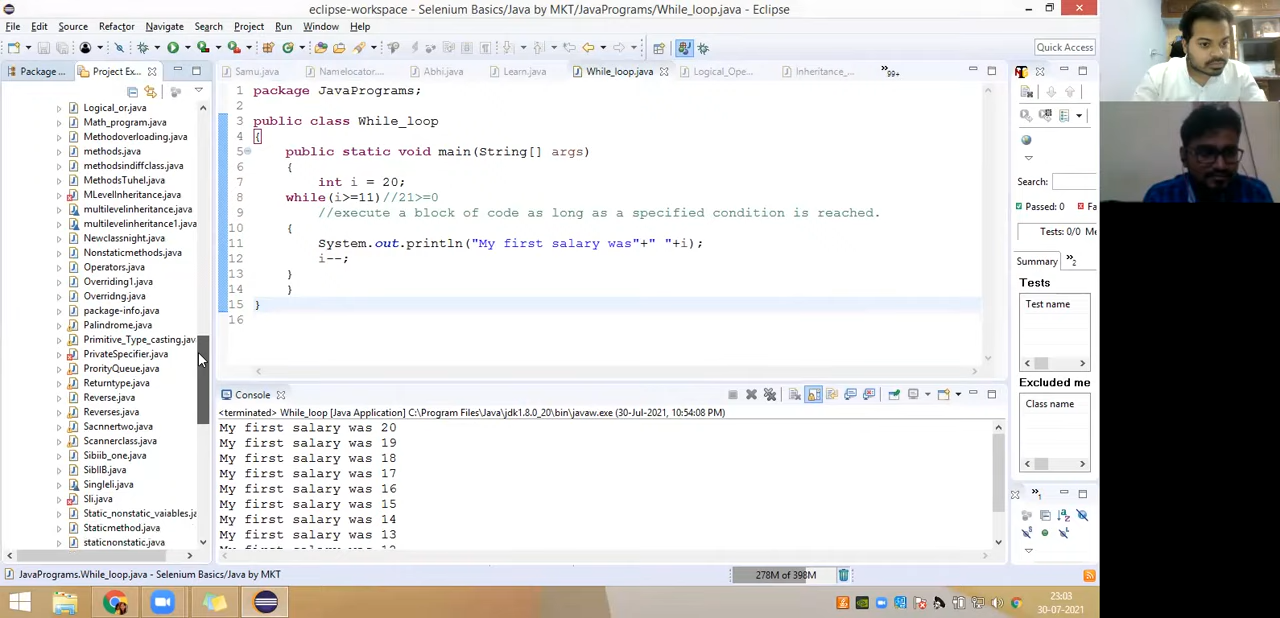 eclipse-workspace - Selenium Basics/Java by MKT/JavaPrograms/While_loop.java - Eclipse
File Edit Source Refactor Navigate Search Project Run Window Help
Quick Access
Package ...
Project Ex...
Samu.java
Namelocator...
Abhi.java
Learn.java
While_loop.java
Logical_Ope...
Inheritance_...
99+
Logical_or.java
Math_program.java
Methodoverloading.java
methods.java
methodsindiffclass.java
MethodsTuhel.java
MLevelInheritance.java
multilevelinheritance.java
multilevelinheritance1.java
Newclassnight.java
Nonstaticmethods.java
Operators.java
Overriding1.java
Overridng.java
package-info.java
Palindrome.java
Primitive_Type_casting.jav
PrivateSpecifier.java
ProrityQueue.java
Returntype.java
Reverse.java
Reverses.java
Sacnnertwo.java
Scannerclass.java
Sibiib_one.java
SibIIB.java
Singleli.java
Sli.java
Static_nonstatic_vaiables.ja
Staticmethod.java
staticnonstatic.java
1 package JavaPrograms;
2
3 public class While_loop
4 {
5 public static void main(String[] args)
6 {
7 int i = 20;
8 while(i>=11)//21>=0
9 //execute a block of code as long as a specified condition is reached.
10 {
11 System.out.println("My first salary was"+" "+i);
12 i--;
13 }
14 }
15 }
16
Console
<terminated> While_loop [Java Application] C:\Program Files\Java\jdk1.8.0_20\bin\javaw.exe (30-Jul-2021, 10:54:08 PM)
My first salary was 20
My first salary was 19
My first salary was 18
My first salary was 17
My first salary was 16
My first salary was 15
My first salary was 14
My first salary was 13
Search:
Passed: 0
Fa
Tests: 0/0 Me
Summary
2
Tests
Test name
Excluded me
Class name
1
JavaPrograms.While_loop.java - Selenium Basics/Java by MKT
278M of 398M
23:03
30-07-2021